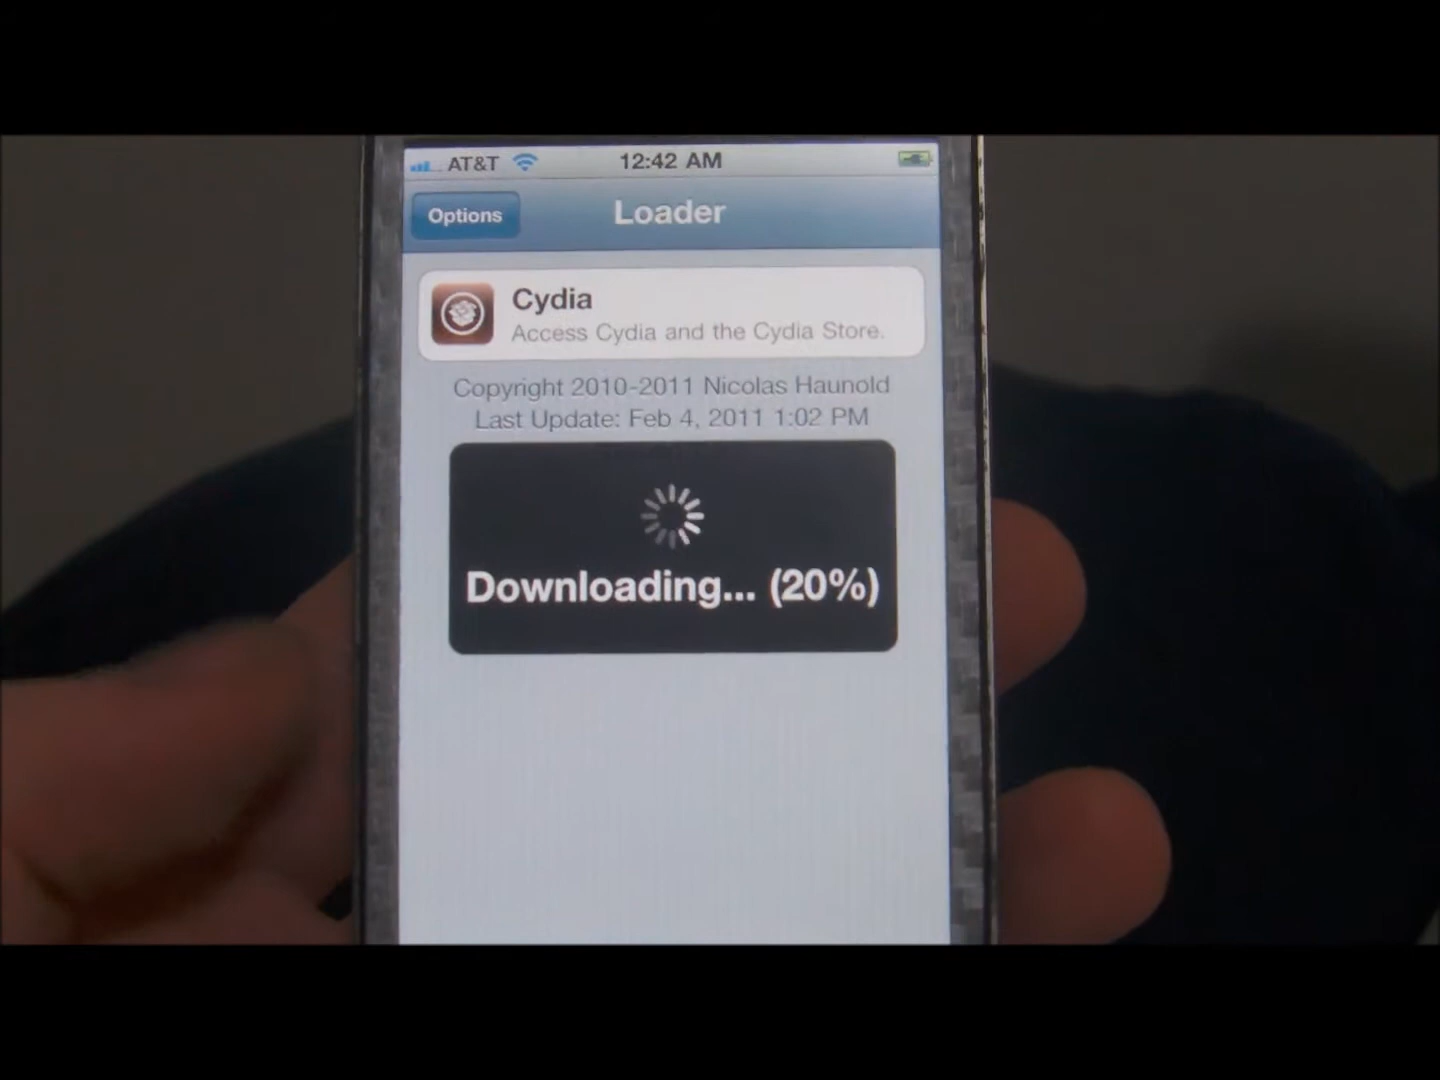 AT&T 12:42 AM
Options Loader
Cydia
Access Cydia and the Cydia Store.
Copyright 2010-2011 Nicolas Haunold
Last Update: Feb 4, 2011 1:02 PM
Downloading... (20%)